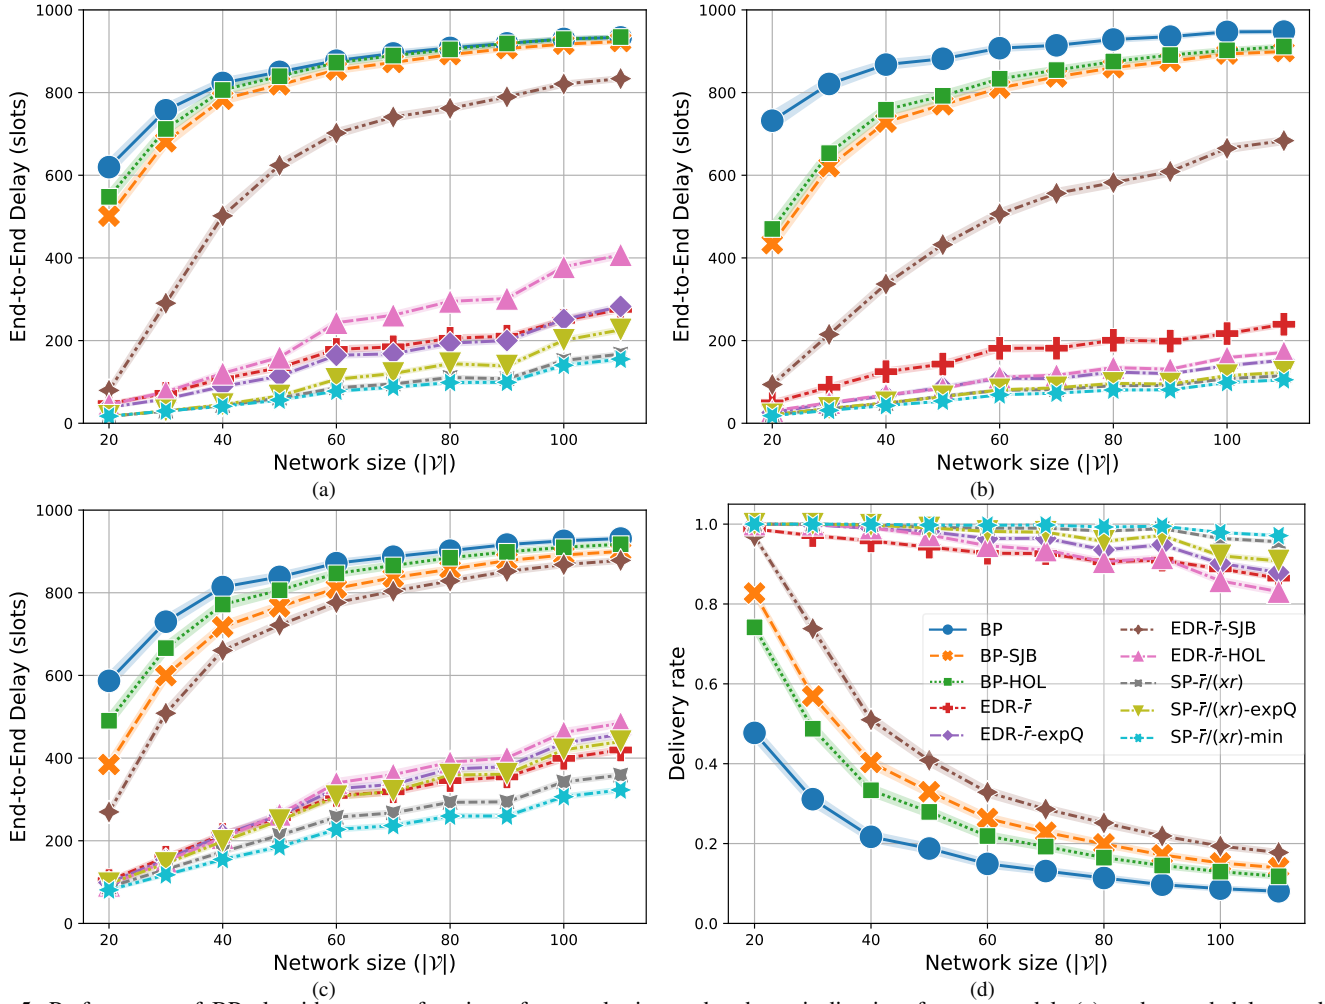 1000
800
600
400
200
0
End-to-End Delay (slots)
20 40 60 80 100
Network size (|𝒱|)
(a)
1000
800
600
400
200
0
End-to-End Delay (slots)
20 40 60 80 100
Network size (|𝒱|)
(b)
1000
800
600
400
200
0
End-to-End Delay (slots)
20 40 60 80 100
Network size (|𝒱|)
(c)
1.0
0.8
0.6
0.4
0.2
0.0
Delivery rate
BP
BP-SJB
BP-HOL
EDR-r̄
EDR-r̄-expQ
EDR-r̄-SJB
EDR-r̄-HOL
SP-r̄/(xr)
SP-r̄/(xr)-expQ
SP-r̄/(xr)-min
20 40 60 80 100
Network size (|𝒱|)
(d)